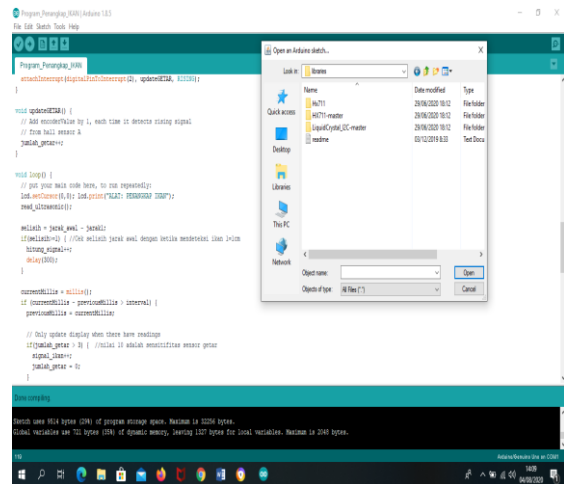 Program_Perangkap_IKAN | Arduino 1.8.5
File Edit Sketch Tools Help
Program_Perangkap_IKAN
attachInterrupt(digitalPinToInterrupt(2), updateGETAR, RISING);
}
void updateGETAR() {
// Add encoderValue by 1, each time it detects rising signal
// from hall sensor A
jumlah_getar++;
}
void loop() {
// put your main code here, to run repeatedly:
lcd.setCursor(0,0); lcd.print("ALAT: PERANGKAP IKAN");
read_ultrasonic();
selisih = jarak_awal - jarak1;
if(selisih>=1) { //Cek selisih jarak awal dengan ketika mendeteksi ikan 1=1cm
hitung_signal++;
delay(300);
}
currentMillis = millis();
if (currentMillis - previousMillis > interval) {
previousMillis = currentMillis;
// Only update display when there have readings
if(jumlah_getar > 3) { //nilai 10 adalah sensitifitas sensor getar
signal_ikan++;
jumlah_getar = 0;
}
Open an Arduino sketch...
Look in: libraries
Name Date modified Type
Hx711 29/06/2020 18:12 File folder
HX711-master 29/06/2020 18:12 File folder
LiquidCrystal_I2C-master 29/06/2020 18:12 File folder
readme 03/12/2019 8:33 Text Docu
Quick access
Desktop
Libraries
This PC
Network
Object name: Open
Objects of type: All Files (*.*) Cancel
Done compiling
Sketch uses 9514 bytes (29%) of program storage space. Maximum is 32256 bytes.
Global variables use 721 bytes (35%) of dynamic memory, leaving 1327 bytes for local variables. Maximum is 2048 bytes.
Arduino/Genuino Uno on COM1
14:09
04/08/2020